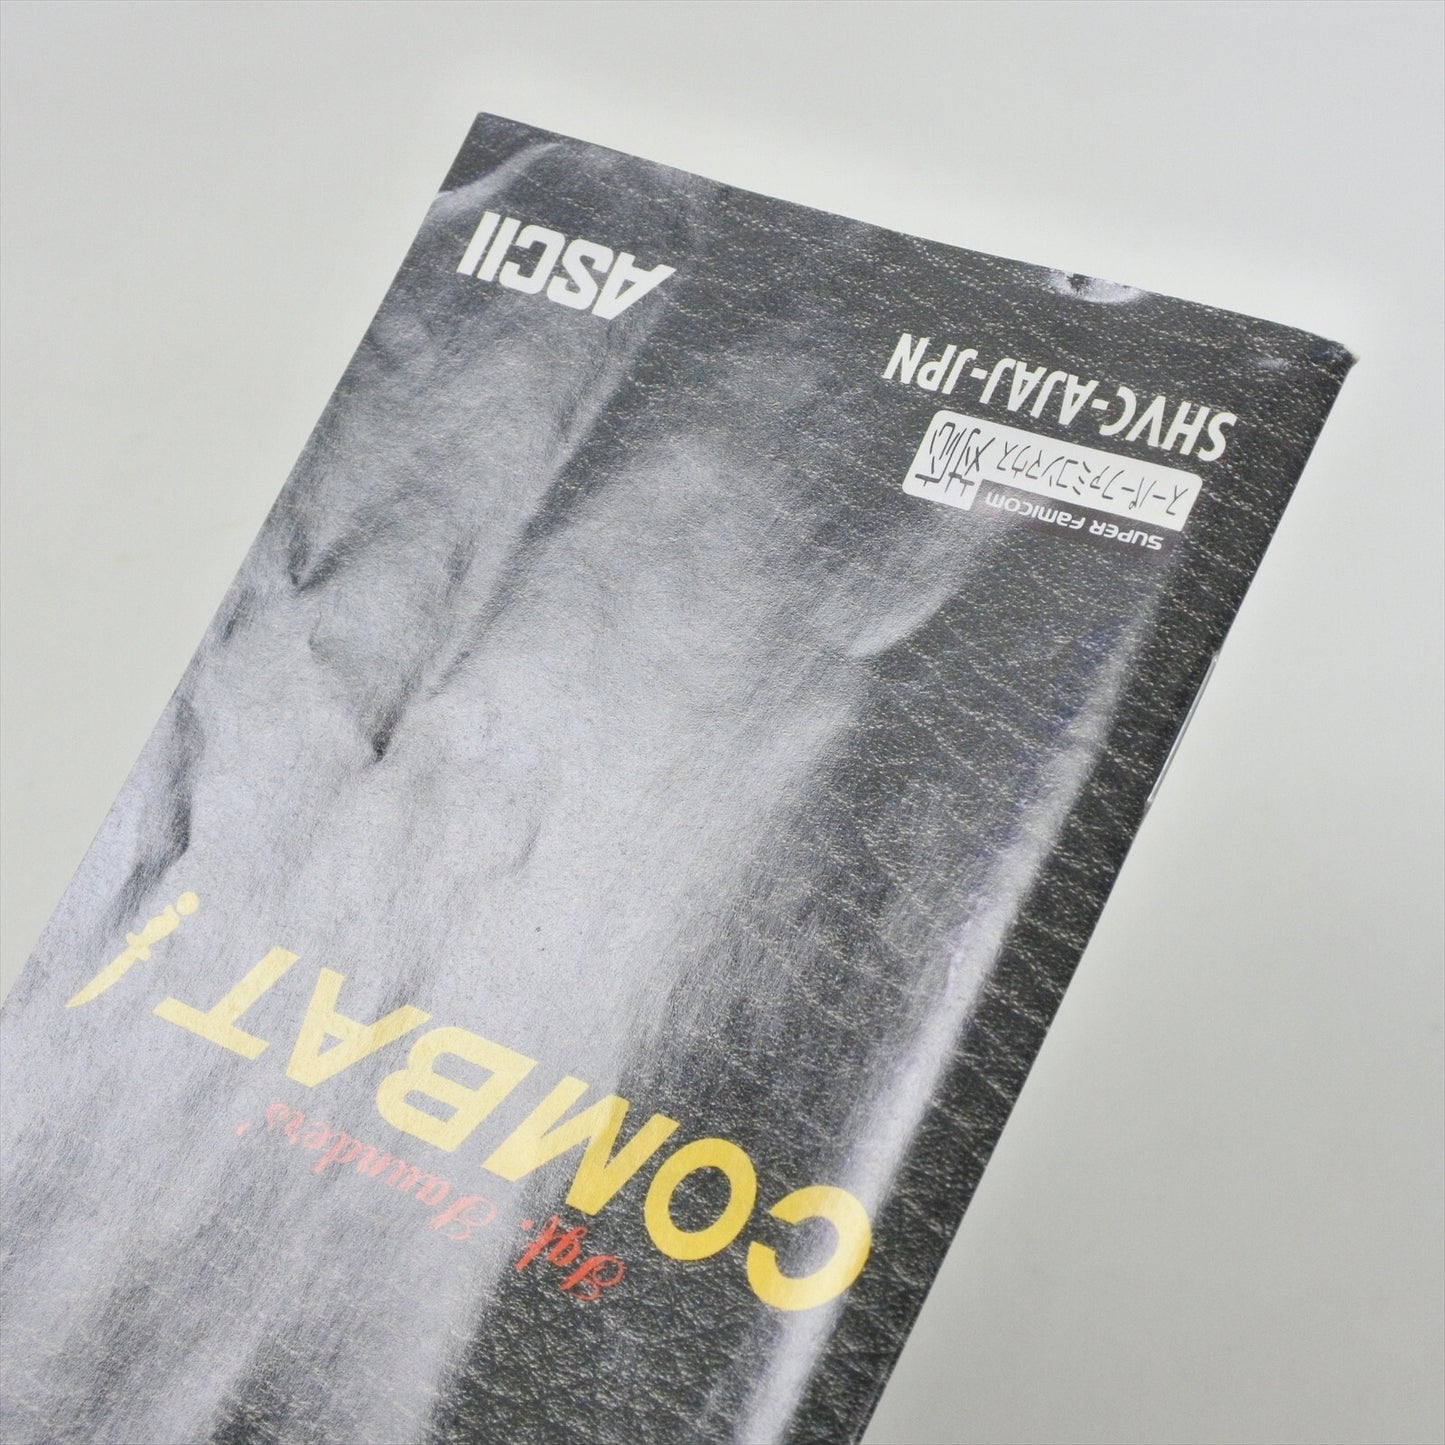 Sgt. Saunders'
COMBAT!
SUPER FAMICOM
スーパーファミコンマウス対応
SHVC-AJAJ-JPN
ASCII